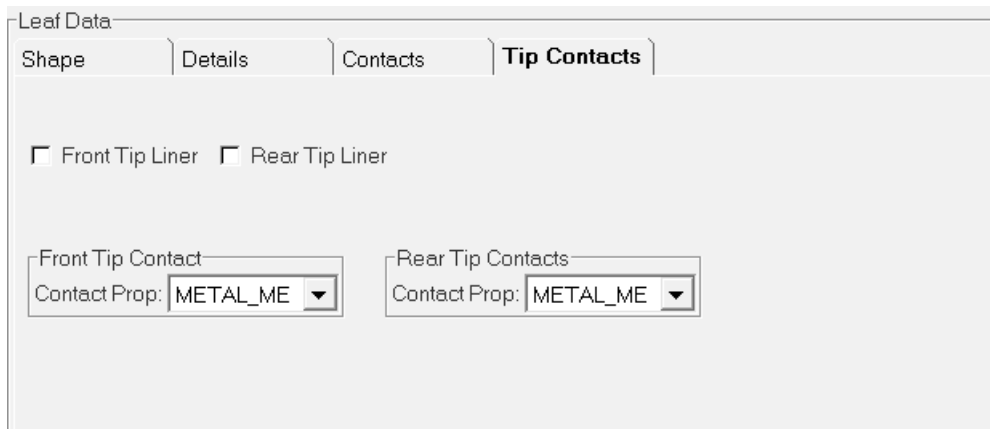 Leaf Data
Shape Details Contacts Tip Contacts
Front Tip Liner Rear Tip Liner
Front Tip Contact Rear Tip Contacts
Contact Prop: METAL_ME Contact Prop: METAL_ME